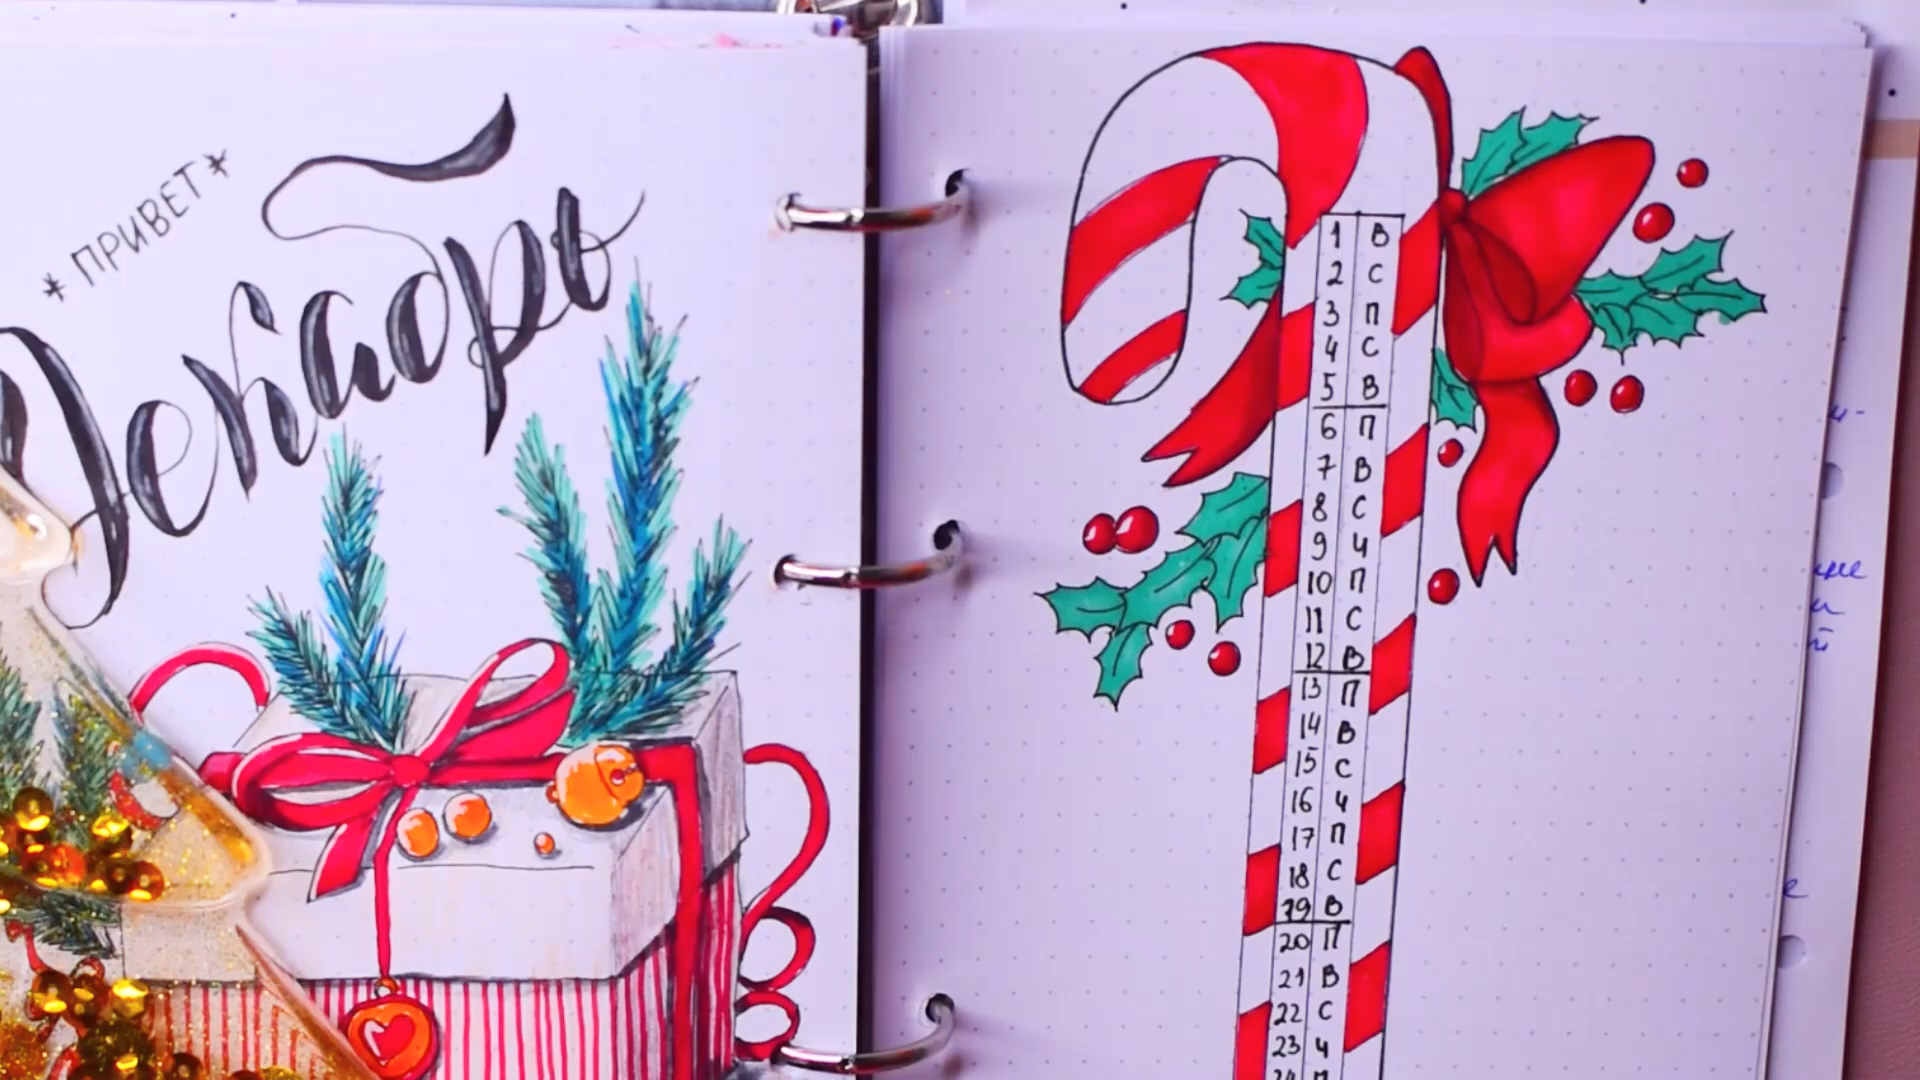 *ПРИВЕТ*
Декабрь
1 В
2 С
3 П
4 С
5 В
6 П
7 В
8 С
9 Ч
10 П
11 С
12 В
13 П
14 В
15 С
16 Ч
17 П
18 С
19 В
20 П
21 В
22 С
23 Ч
24 П